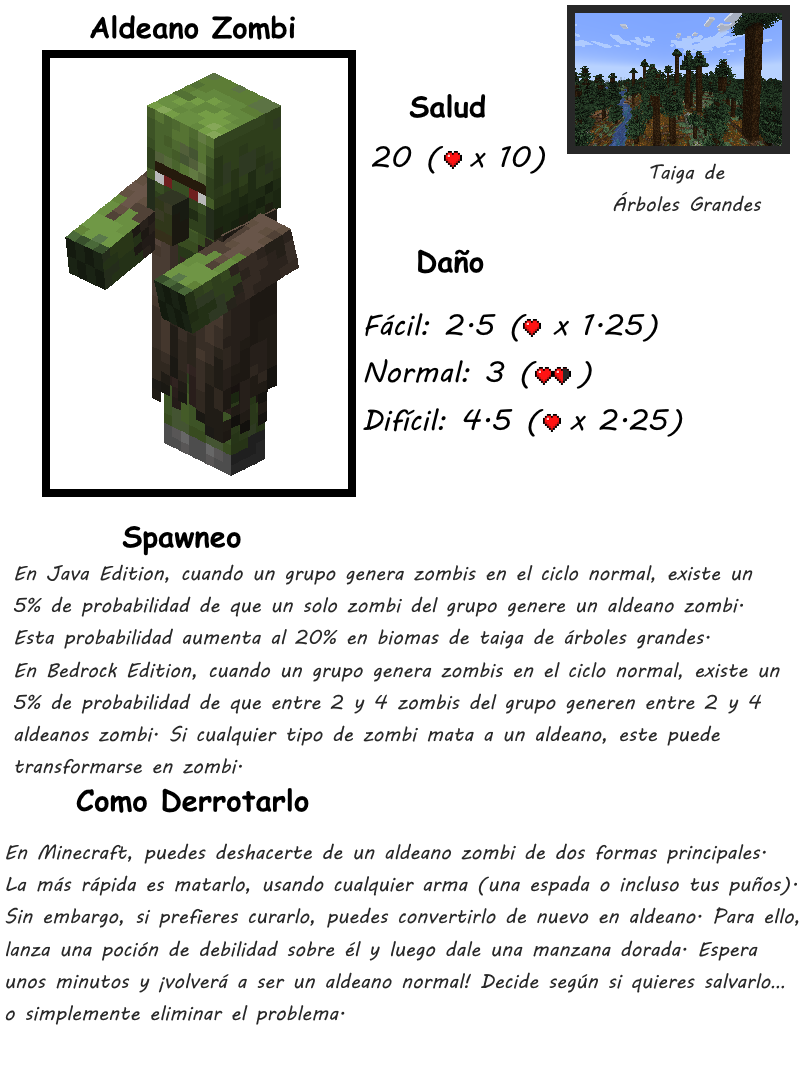 Aldeano Zombi
Salud
20 (x 10)
Taiga de
Árboles Grandes
Daño
Fácil: 2.5 ( x 1.25)
Normal: 3 ( )
Difícil: 4.5 ( x 2.25)
Spawneo
En Java Edition, cuando un grupo genera zombis en el ciclo normal, existe un
5% de probabilidad de que un solo zombi del grupo genere un aldeano zombi.
Esta probabilidad aumenta al 20% en biomas de taiga de árboles grandes.
En Bedrock Edition, cuando un grupo genera zombis en el ciclo normal, existe un
5% de probabilidad de que entre 2 y 4 zombis del grupo generen entre 2 y 4
aldeanos zombi. Si cualquier tipo de zombi mata a un aldeano, este puede
transformarse en zombi.
Como Derrotarlo
En Minecraft, puedes deshacerte de un aldeano zombi de dos formas principales.
La más rápida es matarlo, usando cualquier arma (una espada o incluso tus puños).
Sin embargo, si prefieres curarlo, puedes convertirlo de nuevo en aldeano. Para ello,
lanza una poción de debilidad sobre él y luego dale una manzana dorada. Espera
unos minutos y ¡volverá a ser un aldeano normal! Decide según si quieres salvarlo...
o simplemente eliminar el problema.